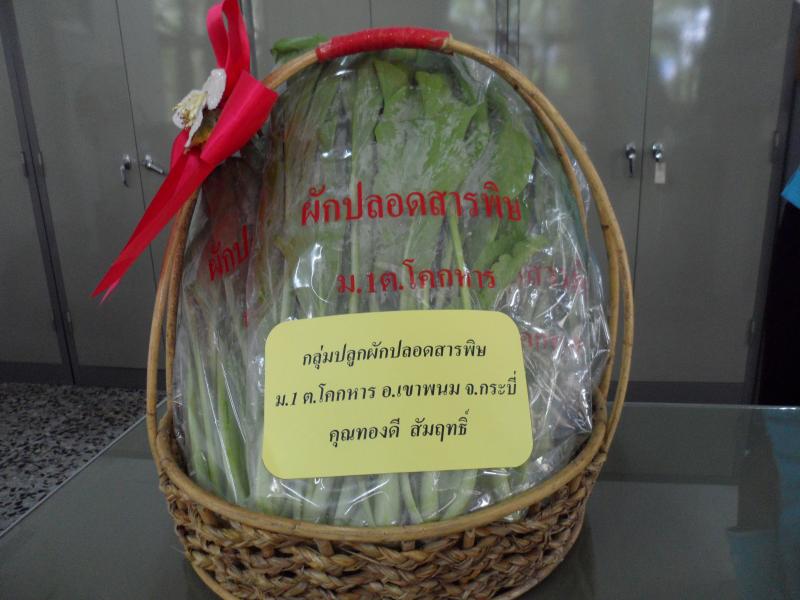 ผักปลอดสารพิษ
ม.1ต.โคกหาร
ผักป
กลุ่มปลูกผักปลอดสารพิษ
ม.1 ต.โคกหาร อ.เขาพนม จ.กระบี่
คุณทองดี สัมฤทธิ์